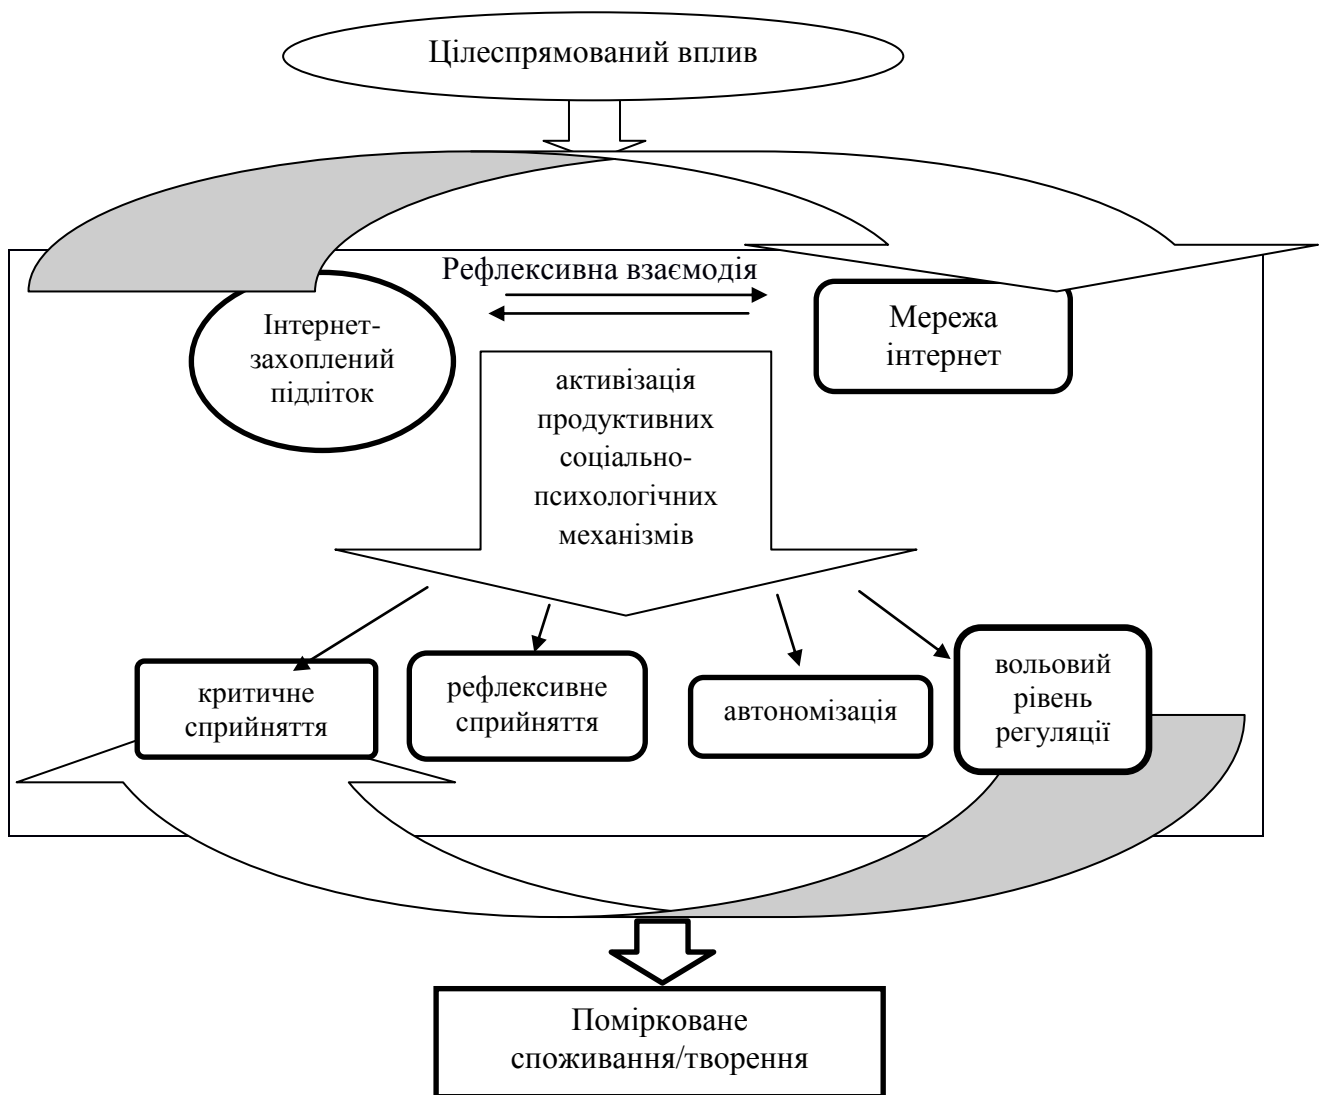 Цілеспрямований вплив
Рефлексивна взаємодія
Інтернет-
захоплений
підліток
Мережа
інтернет
активізація
продуктивних
соціально-
психологічних
механізмів
критичне
сприйняття
рефлексивне
сприйняття
автономізація
вольовий
рівень
регуляції
Помірковане
споживання/творення